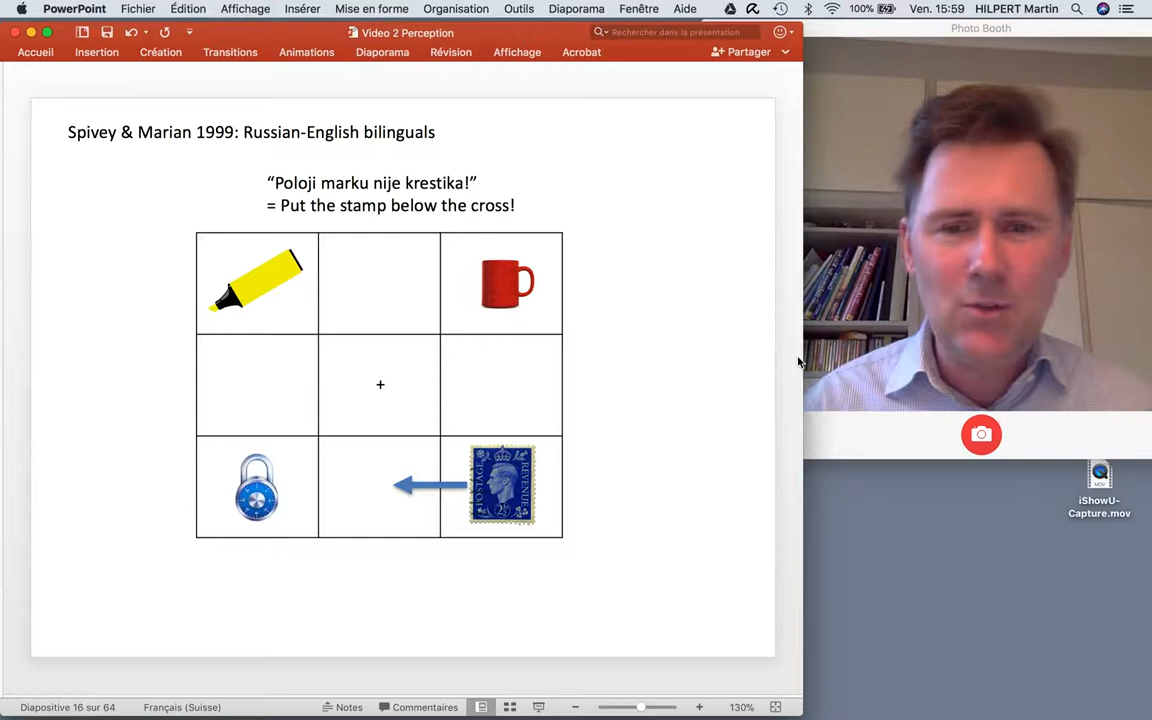 PowerPoint Fichier Édition Affichage Insérer Mise en forme Organisation Outils Diaporama Fenêtre Aide 100% Ven. 15:59 HILPERT Martin
Photo Booth
Video 2 Perception
Rechercher dans la présentation
Accueil Insertion Création Transitions Animations Diaporama Révision Affichage Acrobat Partager
Spivey & Marian 1999: Russian-English bilinguals
“Poloji marku nije krestika!”
= Put the stamp below the cross!
+
POSTAGE REVENUE
2½
iShowU-
Capture.mov
Diapositive 16 sur 64 Français (Suisse) Notes Commentaires 130%